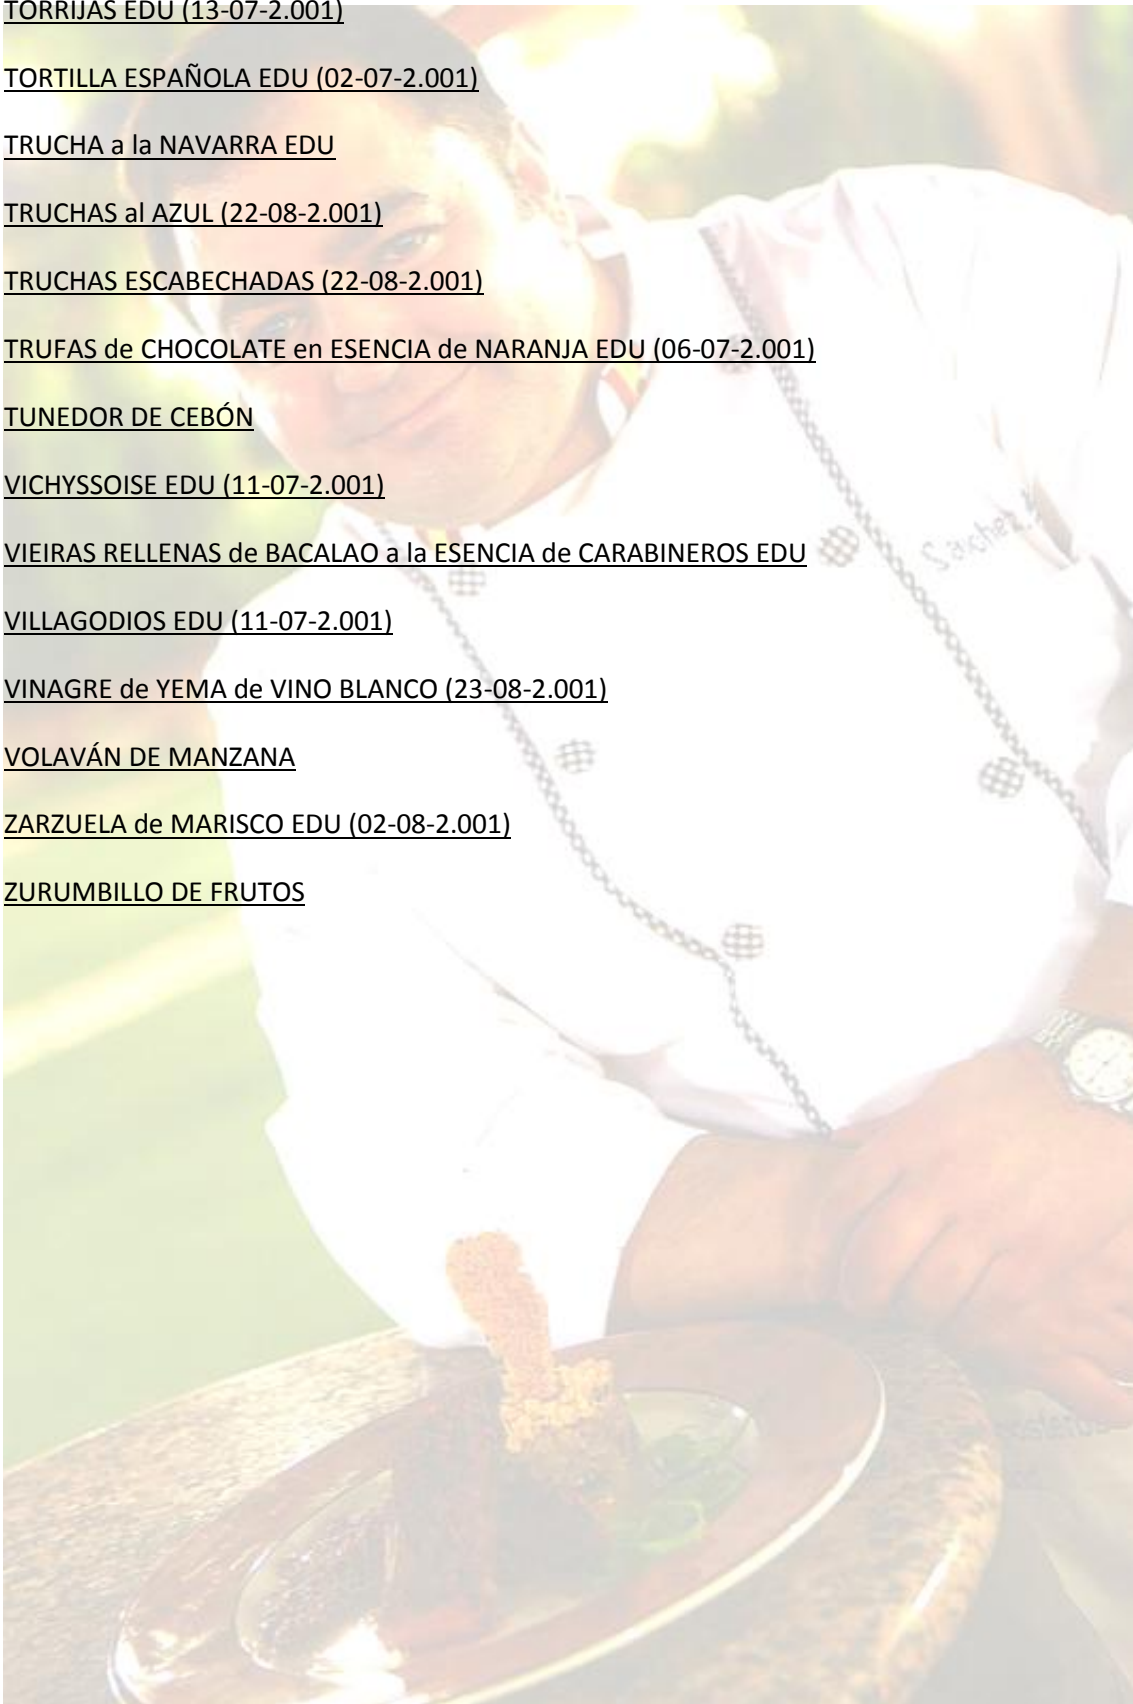 TORRIJAS EDU (13-07-2.001)
TORTILLA ESPAÑOLA EDU (02-07-2.001)
TRUCHA a la NAVARRA EDU
TRUCHAS al AZUL (22-08-2.001)
TRUCHAS ESCABECHADAS (22-08-2.001)
TRUFAS de CHOCOLATE en ESENCIA de NARANJA EDU (06-07-2.001)
TUNEDOR DE CEBÓN
VICHYSSOISE EDU (11-07-2.001)
VIEIRAS RELLENAS de BACALAO a la ESENCIA de CARABINEROS EDU
VILLAGODIOS EDU (11-07-2.001)
VINAGRE de YEMA de VINO BLANCO (23-08-2.001)
VOLAVÁN DE MANZANA
ZARZUELA de MARISCO EDU (02-08-2.001)
ZURUMBILLO DE FRUTOS